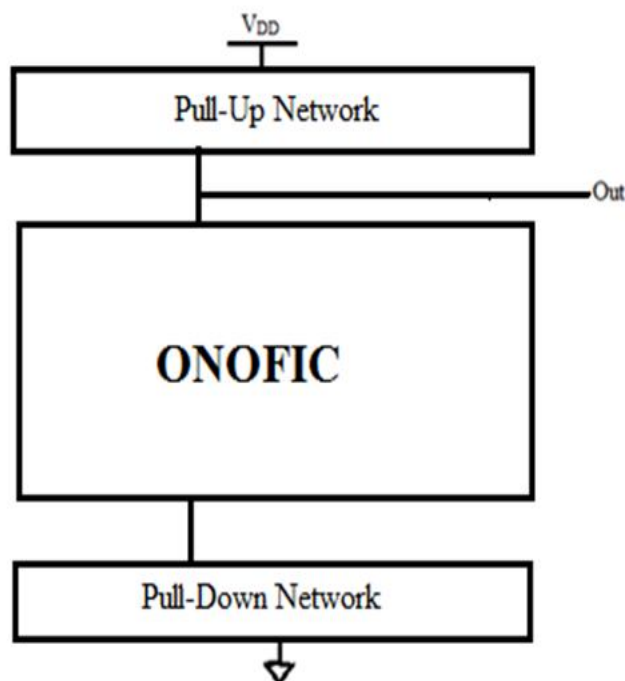 VDD
Pull-Up Network
Out
ONOFIC
Pull-Down Network